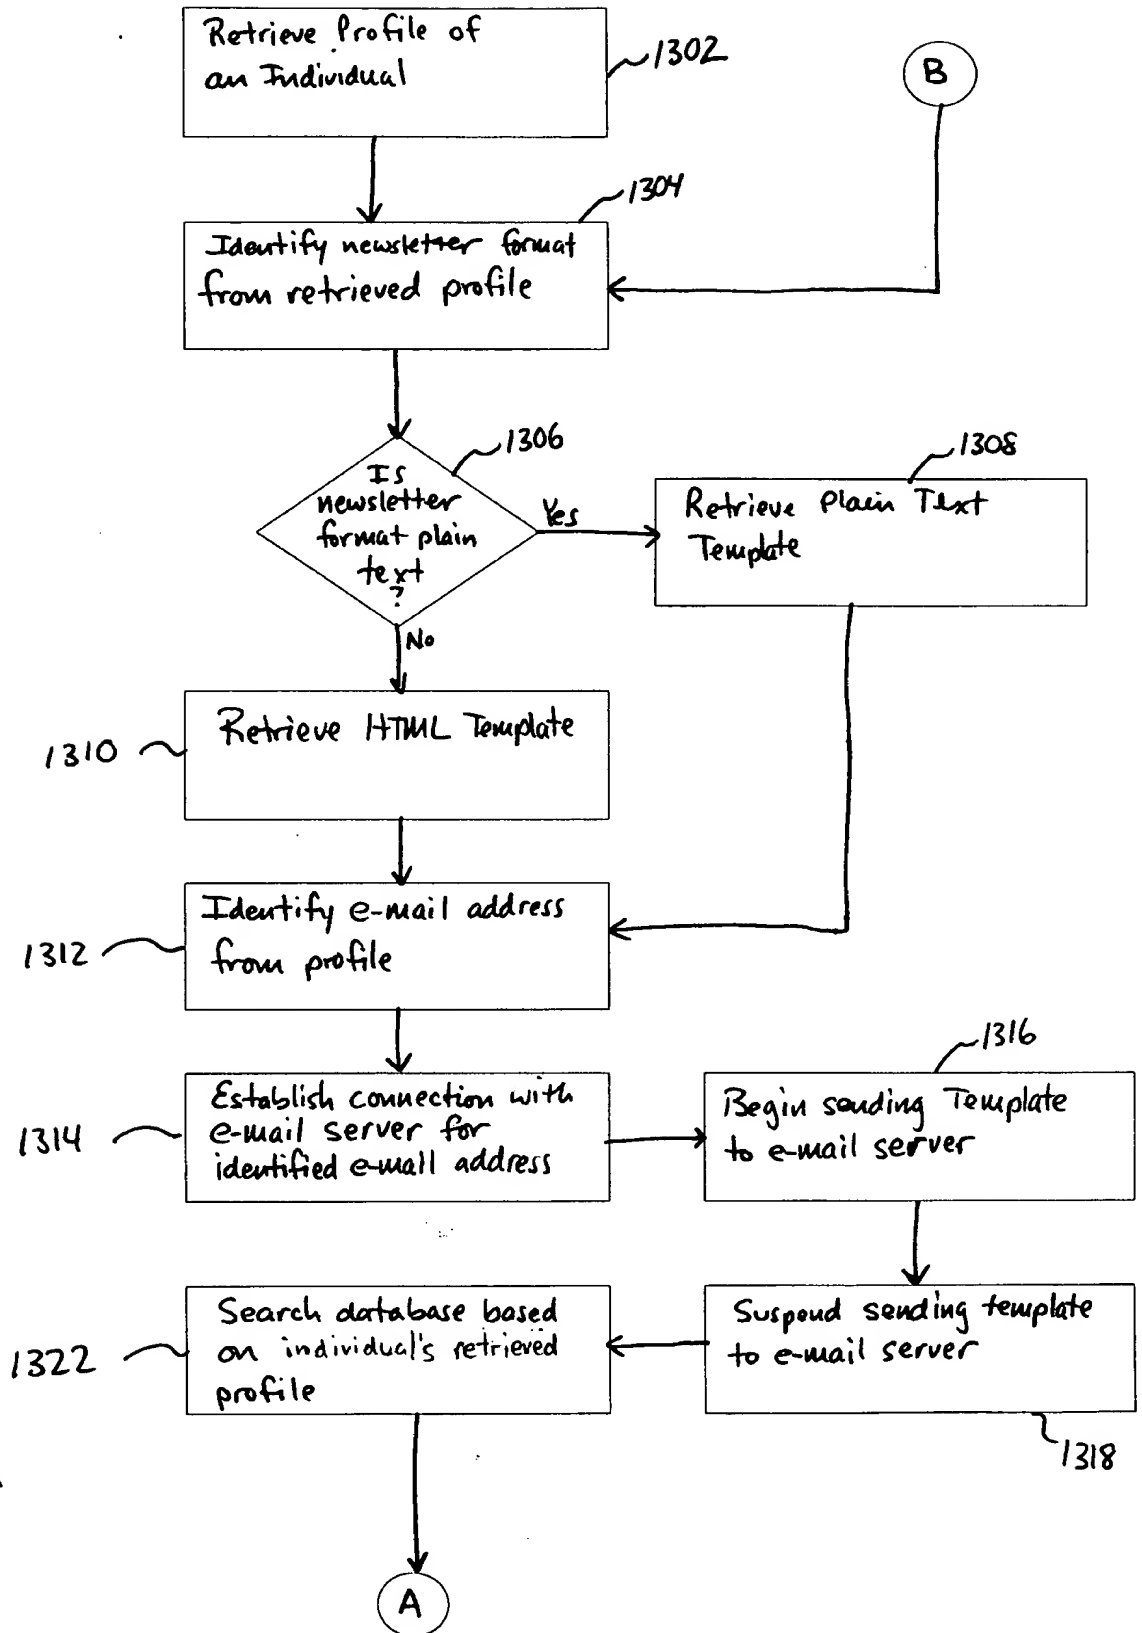 Retrieve Profile of
an Individual
1302
B
1304
Identify newsletter format
from retrieved profile
1306
Is
newsletter
format plain
text
?
Yes
No
1308
Retrieve Plain Text
Template
Retrieve HTML Template
1310
Identify e-mail address
from profile
1312
Establish connection with
e-mail server for
identified e-mail address
1314
1316
Begin sending Template
to e-mail server
Suspend sending template
to e-mail server
1318
Search database based
on individual's retrieved
profile
1322
A